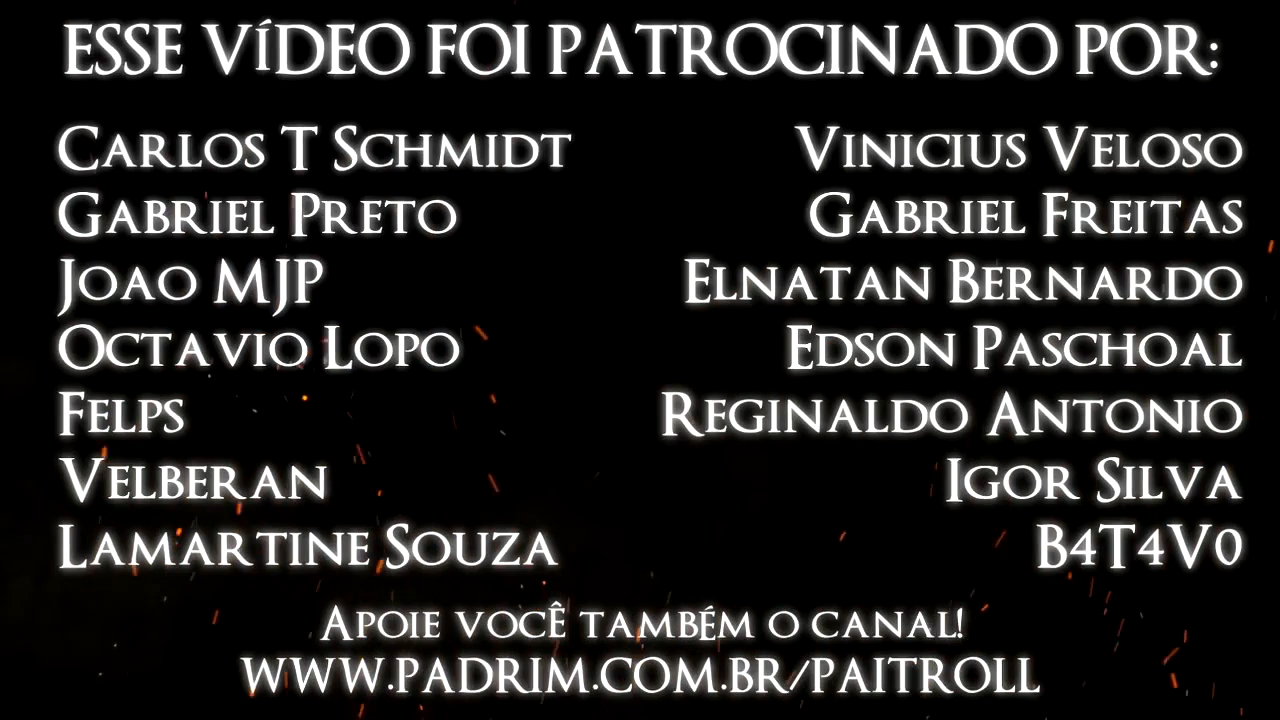 ESSE VÍDEO FOI PATROCINADO POR:
CARLOS T SCHMIDT
GABRIEL PRETO
JOAO MJP
OCTAVIO LOPO
FELPS
VELBERAN
LAMARTINE SOUZA
VINICIUS VELOSO
GABRIEL FREITAS
ELNATAN BERNARDO
EDSON PASCHOAL
REGINALDO ANTONIO
IGOR SILVA
B4T4V0
APOIE VOCÊ TAMBÉM O CANAL!
WWW.PADRIM.COM.BR/PAITROLL